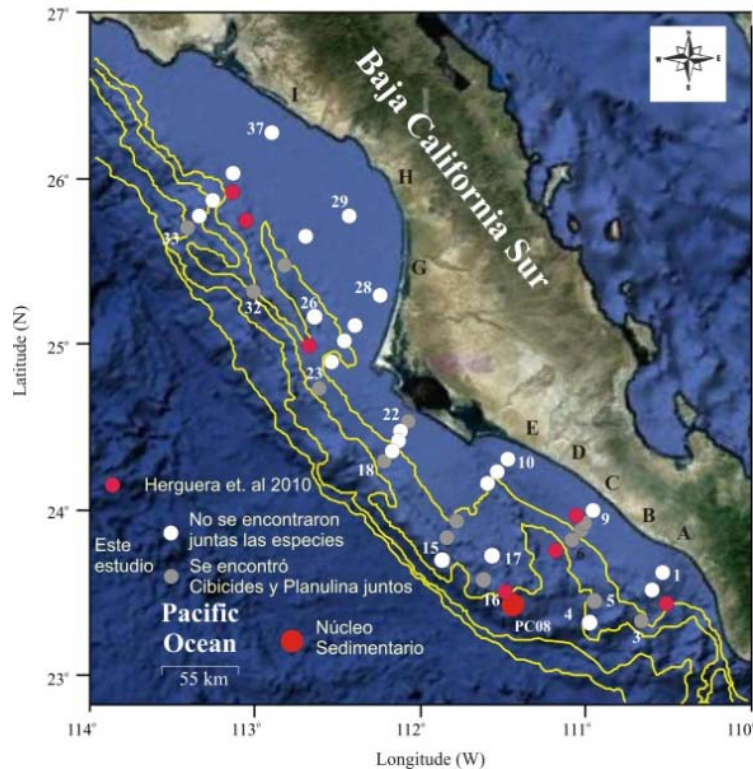 27°
N
W E
S
Baja California Sur
I
37
26°
H
29
33
G
28
32
26
Latitude (N)
25°
23
22
E
10
18
D
Herguera et. al 2010
C
24°
9
B
No se encontraron
juntas las especies
A
Este
estudio
15
17
6
1
Se encontró
Cibicides y Planulina juntos
16
5
4
3
PC08
Pacific
Ocean
Núcleo
Sedimentario
55 km
23°
114° 113° 112° 111° 110°
Longitude (W)